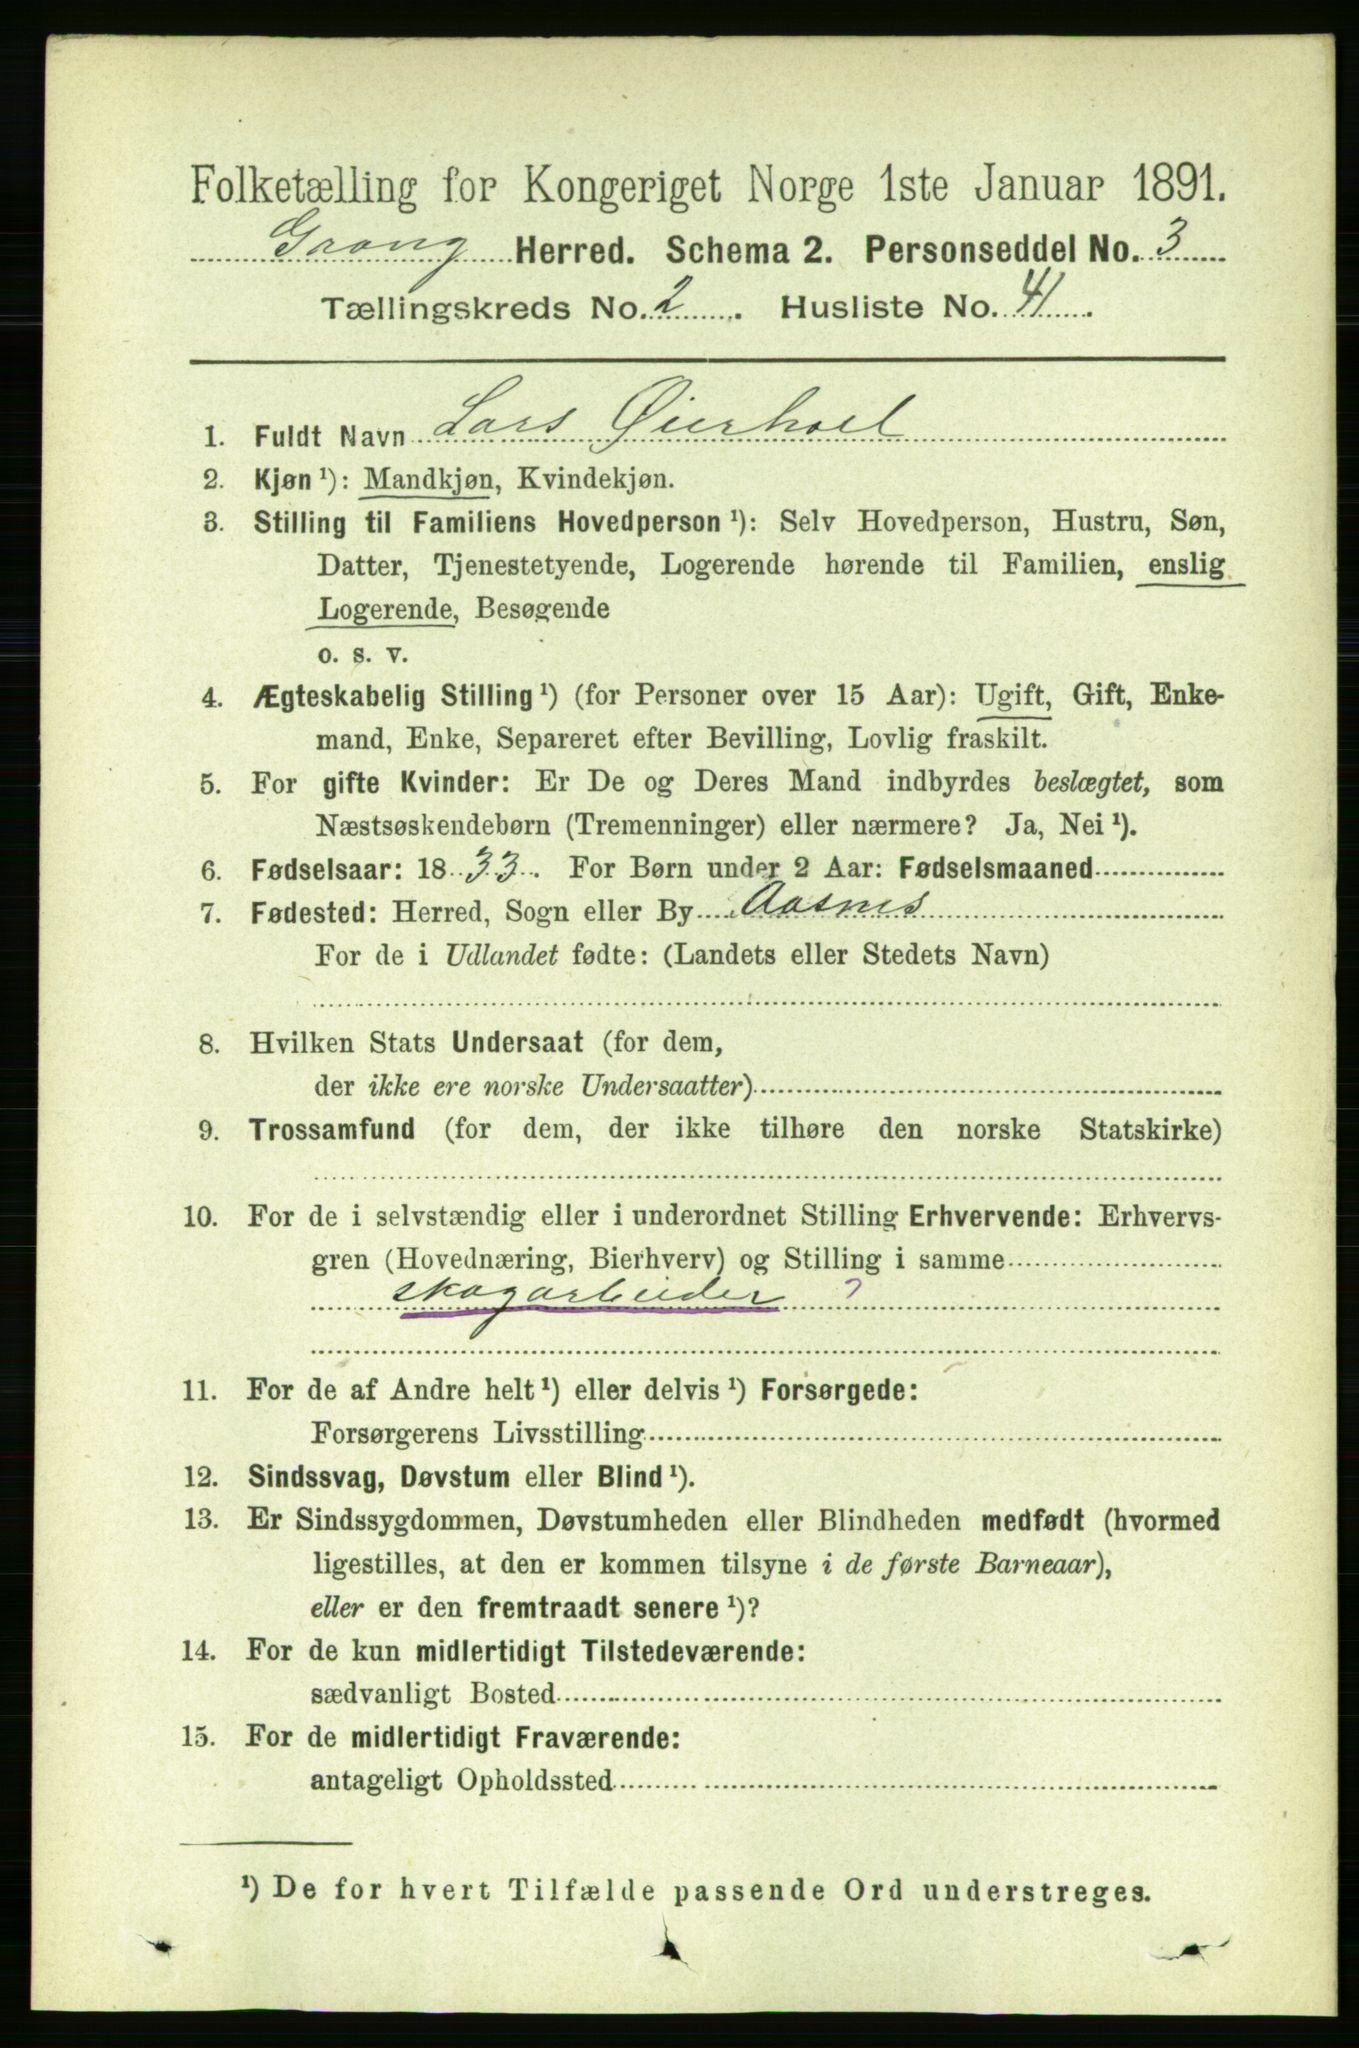 Folketælling for Kongeriget Norge 1ste Januar 1891.
Grong Herred. Schema 2. Personseddel No. 3
Tællingskreds No. 2. Husliste No. 41.
1. Fuldt Navn Lars Øierhoel
2. Kjøn ¹): Mandkjøn, Kvindekjøn.
3. Stilling til Familiens Hovedperson ¹): Selv Hovedperson, Hustru, Søn,
Datter, Tjenestetyende, Logerende hørende til Familien, enslig
Logerende, Besøgende
o. s. v.
4. Ægteskabelig Stilling ¹) (for Personer over 15 Aar): Ugift, Gift, Enke-
mand, Enke, Separeret efter Bevilling, Lovlig fraskilt.
5. For gifte Kvinder: Er De og Deres Mand indbyrdes beslægtet, som
Næstsøskendebørn (Tremenninger) eller nærmere? Ja, Nei ¹).
6. Fødselsaar: 1833. For Børn under 2 Aar: Fødselsmaaned
7. Fødested: Herred, Sogn eller By Aasnes
For de i Udlandet fødte: (Landets eller Stedets Navn)
8. Hvilken Stats Undersaat (for dem,
der ikke ere norske Undersaatter)
9. Trossamfund (for dem, der ikke tilhøre den norske Statskirke)
10. For de i selvstændig eller i underordnet Stilling Erhvervende: Erhvervs-
gren (Hovednæring, Bierhverv) og Stilling i samme
skogarbeider ?
11. For de af Andre helt ¹) eller delvis ¹) Forsørgede:
Forsørgerens Livsstilling
12. Sindssvag, Døvstum eller Blind ¹).
13. Er Sindssygdommen, Døvstumheden eller Blindheden medfødt (hvormed
ligestilles, at den er kommen tilsyne i de første Barneaar),
eller er den fremtraadt senere ¹)?
14. For de kun midlertidigt Tilstedeværende:
sædvanligt Bosted
15. For de midlertidigt Fraværende:
antageligt Opholdssted
¹) De for hvert Tilfælde passende Ord understreges.